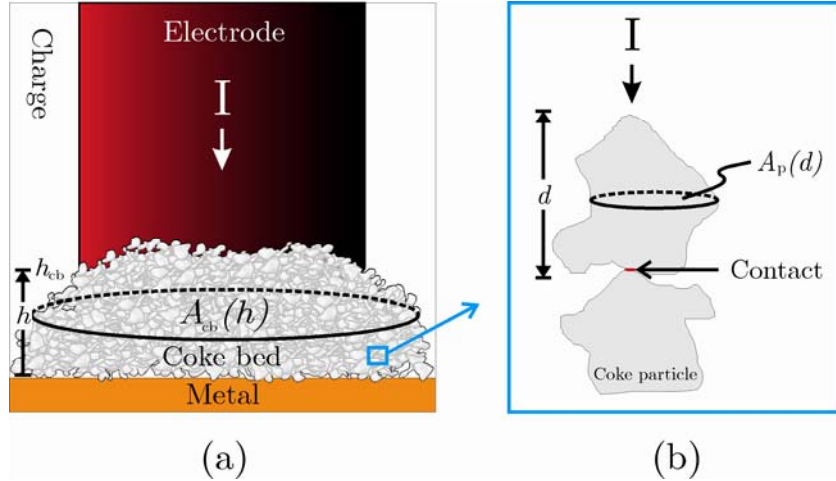 Charge
Electrode
I
h_cb
h
A_cb(h)
Coke bed
Metal
(a)
I
d
A_p(d)
Contact
Coke particle
(b)